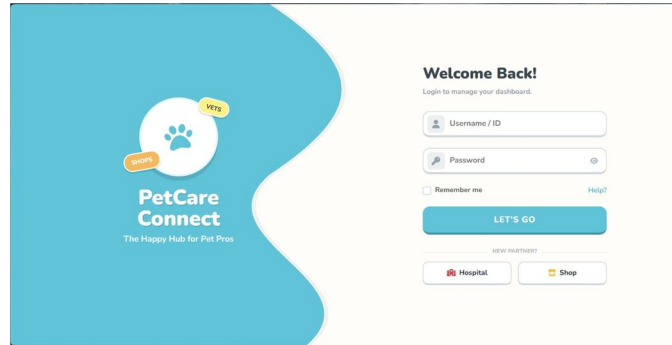 VETS
SHOPS
PetCare
Connect
The Happy Hub for Pet Pros
Welcome Back!
Login to manage your dashboard.
Username / ID
Password
Remember me
Help?
LET'S GO
NEW PARTNER?
Hospital
Shop